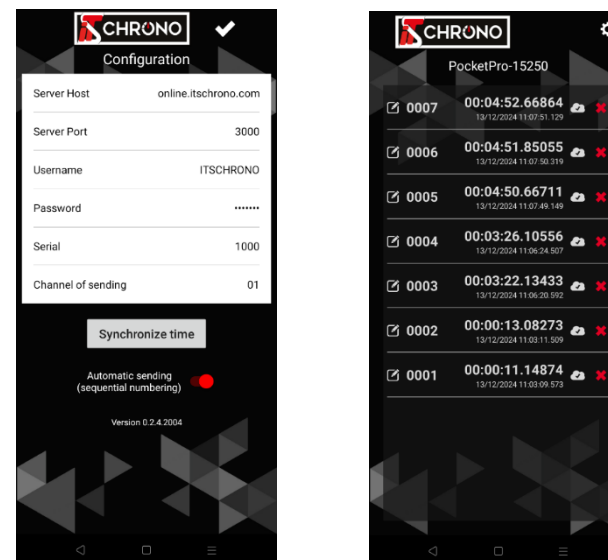 iTS CHRONO
Configuration
Server Host online.itschrono.com
Server Port 3000
Username ITSCHRONO
Password •••••••
Serial 1000
Channel of sending 01
Synchronize time
Automatic sending
(sequential numbering)
Version 0.2.4.2004
iTS CHRONO
PocketPro-15250
0007 00:04:52.66864
13/12/2024 11:07:51.129
0006 00:04:51.85055
13/12/2024 11:07:50.319
0005 00:04:50.66711
13/12/2024 11:07:49.149
0004 00:03:26.10556
13/12/2024 11:06:24.507
0003 00:03:22.13433
13/12/2024 11:06:20.592
0002 00:00:13.08273
13/12/2024 11:03:11.509
0001 00:00:11.14874
13/12/2024 11:03:09.573